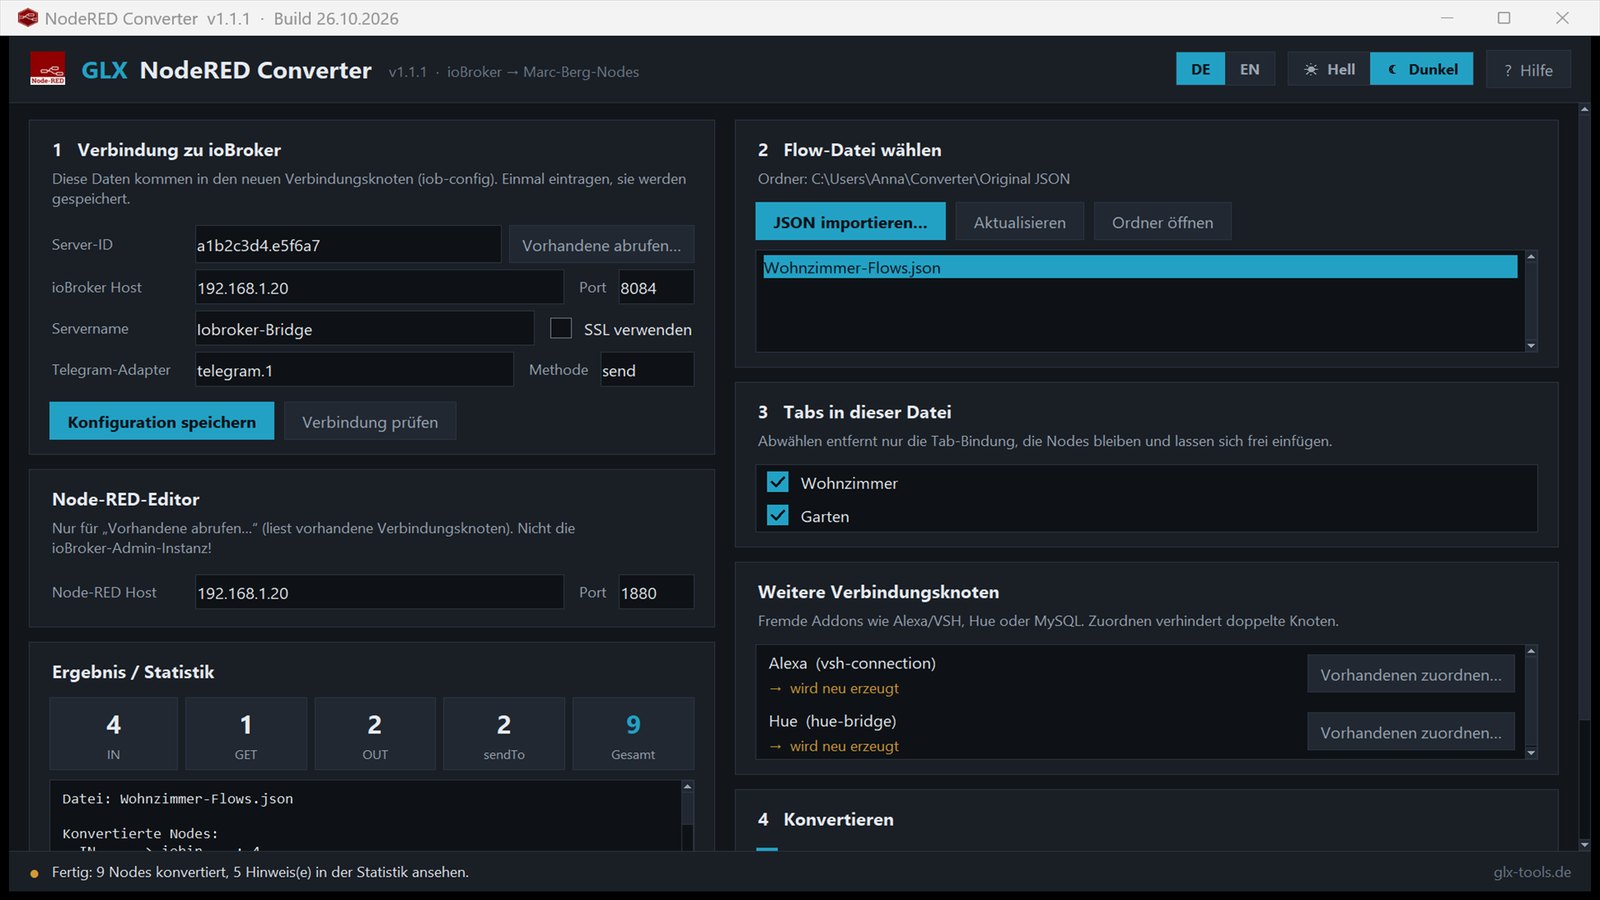 NodeRED Converter v1.1.1 · Build 26.10.2026
Node-RED
GLX NodeRED Converter v1.1.1 · ioBroker → Marc-Berg-Nodes
DE EN Hell Dunkel ? Hilfe
1 Verbindung zu ioBroker
Diese Daten kommen in den neuen Verbindungsknoten (iob-config). Einmal eintragen, sie werden
gespeichert.
Server-ID a1b2c3d4.e5f6a7 Vorhandene abrufen...
ioBroker Host 192.168.1.20 Port 8084
Servername Iobroker-Bridge SSL verwenden
Telegram-Adapter telegram.1 Methode send
Konfiguration speichern Verbindung prüfen
Node-RED-Editor
Nur für „Vorhandene abrufen...“ (liest vorhandene Verbindungsknoten). Nicht die
ioBroker-Admin-Instanz!
Node-RED Host 192.168.1.20 Port 1880
Ergebnis / Statistik
4 1 2 2 9
IN GET OUT sendTo Gesamt
Datei: Wohnzimmer-Flows.json
Konvertierte Nodes:
2 Flow-Datei wählen
Ordner: C:\Users\Anna\Converter\Original JSON
JSON importieren... Aktualisieren Ordner öffnen
Wohnzimmer-Flows.json
3 Tabs in dieser Datei
Abwählen entfernt nur die Tab-Bindung, die Nodes bleiben und lassen sich frei einfügen.
Wohnzimmer
Garten
Weitere Verbindungsknoten
Fremde Addons wie Alexa/VSH, Hue oder MySQL. Zuordnen verhindert doppelte Knoten.
Alexa (vsh-connection)
→ wird neu erzeugt
Vorhandenen zuordnen...
Hue (hue-bridge)
→ wird neu erzeugt
Vorhandenen zuordnen...
4 Konvertieren
Fertig: 9 Nodes konvertiert, 5 Hinweis(e) in der Statistik ansehen.
glx-tools.de